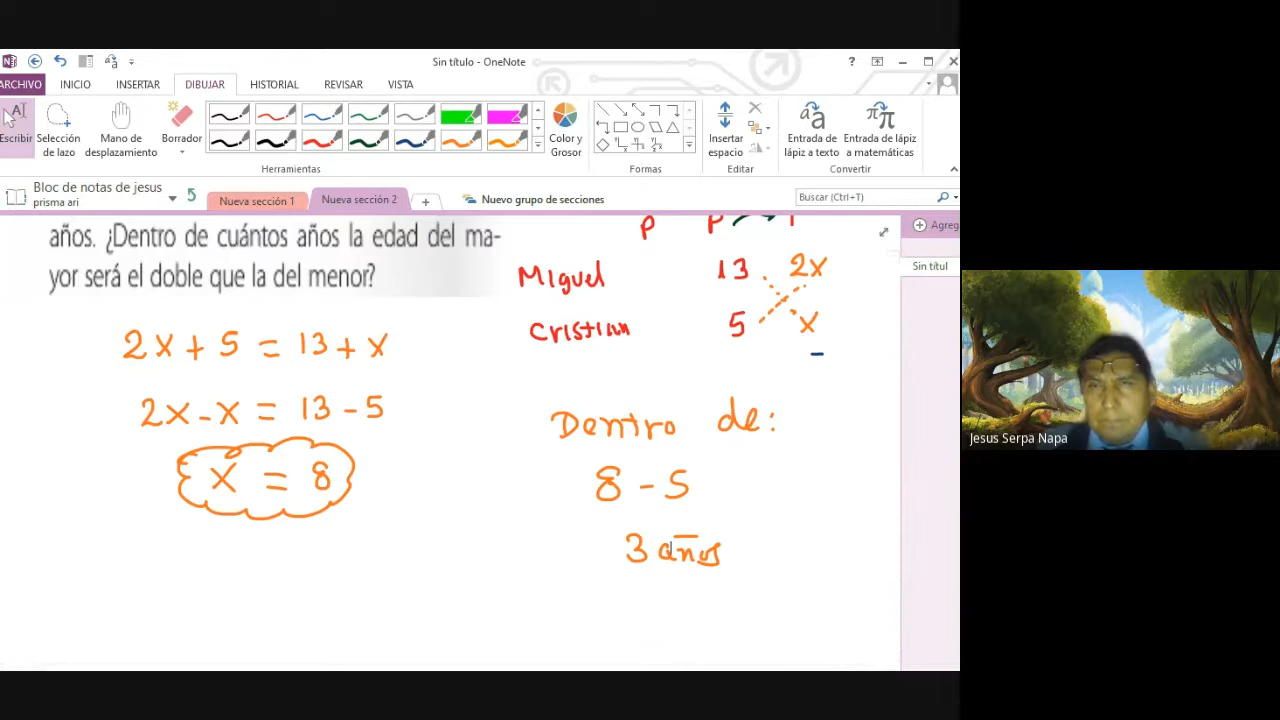 Sin título - OneNote
ARCHIVO INICIO INSERTAR DIBUJAR HISTORIAL REVISAR VISTA
Escribir
Selección de lazo
Mano de desplazamiento
Borrador
Color y Grosor
Insertar espacio
Entrada de lápiz a texto
Entrada de lápiz a matemáticas
Herramientas Formas Editar Convertir
Bloc de notas de jesus
prisma ari
Nueva sección 1 Nueva sección 2 + Nuevo grupo de secciones Buscar (Ctrl+T)
Agreg
Sin títul
años. ¿Dentro de cuántos años la edad del ma-
yor será el doble que la del menor?
P P
Miguel 13 2x
Cristian 5 x
2x + 5 = 13 + x
2x - x = 13 - 5
x = 8
Dentro de:
8 - 5
3 años
Jesus Serpa Napa